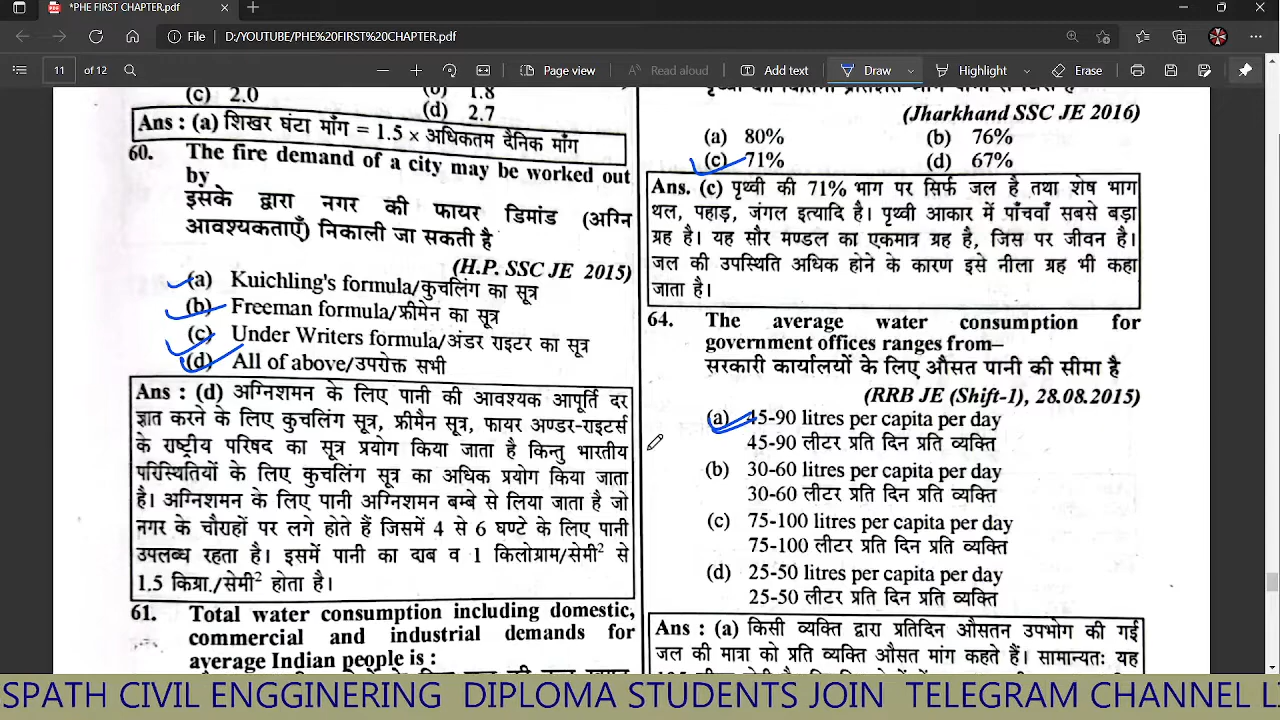 *PHE FIRST CHAPTER.pdf
File D:/YOUTUBE/PHE%20FIRST%20CHAPTER.pdf
11 of 12 Page view Read aloud Add text Draw Highlight Erase
(c) 2.0 (b) 1.8
(d) 2.7
Ans : (a) शिखर घंटा माँग = 1.5 × अधिकतम दैनिक माँग
60. The fire demand of a city may be worked out
by
इसके द्वारा नगर की फायर डिमांड (अग्नि
आवश्यकताएँ) निकाली जा सकती है
(H.P. SSC JE 2015)
(a) Kuichling's formula/कुचलिंग का सूत्र
(b) Freeman formula/फ्रीमेन का सूत्र
(c) Under Writers formula/अंडर राइटर का सूत्र
(d) All of above/उपरोक्त सभी
Ans : (d) अग्निशमन के लिए पानी की आवश्यक आपूर्ति दर
ज्ञात करने के लिए कुचलिंग सूत्र, फ्रीमैन सूत्र, फायर अण्डर-राइटर्स
के राष्ट्रीय परिषद का सूत्र प्रयोग किया जाता है किन्तु भारतीय
परिस्थितियों के लिए कुचलिंग सूत्र का अधिक प्रयोग किया जाता
है। अग्निशमन के लिए पानी अग्निशमन बम्बे से लिया जाता है जो
नगर के चौराहों पर लगे होते हैं जिसमें 4 से 6 घण्टे के लिए पानी
उपलब्ध रहता है। इसमें पानी का दाब व 1 किलोग्राम/सेमी² से
1.5 किग्रा./सेमी² होता है।
61. Total water consumption including domestic,
commercial and industrial demands for
average Indian people is :
(Jharkhand SSC JE 2016)
(a) 80% (b) 76%
(c) 71% (d) 67%
Ans. (c) पृथ्वी की 71% भाग पर सिर्फ जल है तथा शेष भाग
थल, पहाड़, जंगल इत्यादि है। पृथ्वी आकार में पाँचवाँ सबसे बड़ा
ग्रह है। यह सौर मण्डल का एकमात्र ग्रह है, जिस पर जीवन है।
जल की उपस्थिति अधिक होने के कारण इसे नीला ग्रह भी कहा
जाता है।
64. The average water consumption for
government offices ranges from–
सरकारी कार्यालयों के लिए औसत पानी की सीमा है
(RRB JE (Shift-1), 28.08.2015)
(a) 45-90 litres per capita per day
45-90 लीटर प्रति दिन प्रति व्यक्ति
(b) 30-60 litres per capita per day
30-60 लीटर प्रति दिन प्रति व्यक्ति
(c) 75-100 litres per capita per day
75-100 लीटर प्रति दिन प्रति व्यक्ति
(d) 25-50 litres per capita per day
25-50 लीटर प्रति दिन प्रति व्यक्ति
Ans : (a) किसी व्यक्ति द्वारा प्रतिदिन औसतन उपभोग की गई
जल की मात्रा को प्रति व्यक्ति औसत मांग कहते हैं। सामान्यतः यह
SPATH CIVIL ENGGINERING DIPLOMA STUDENTS JOIN TELEGRAM CHANNEL